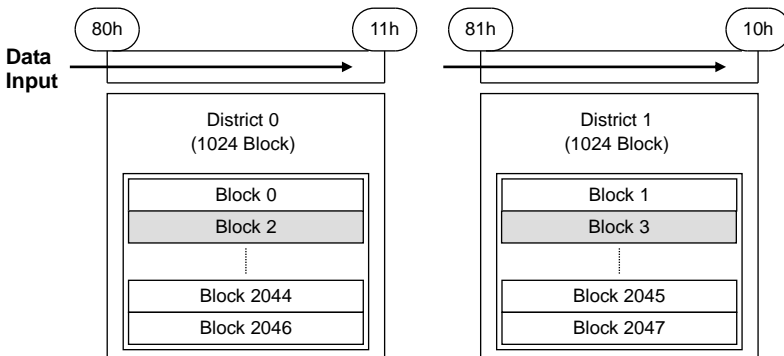 80h
11h
81h
10h
Data
Input
District 0
(1024 Block)
Block 0
Block 2
Block 2044
Block 2046
District 1
(1024 Block)
Block 1
Block 3
Block 2045
Block 2047